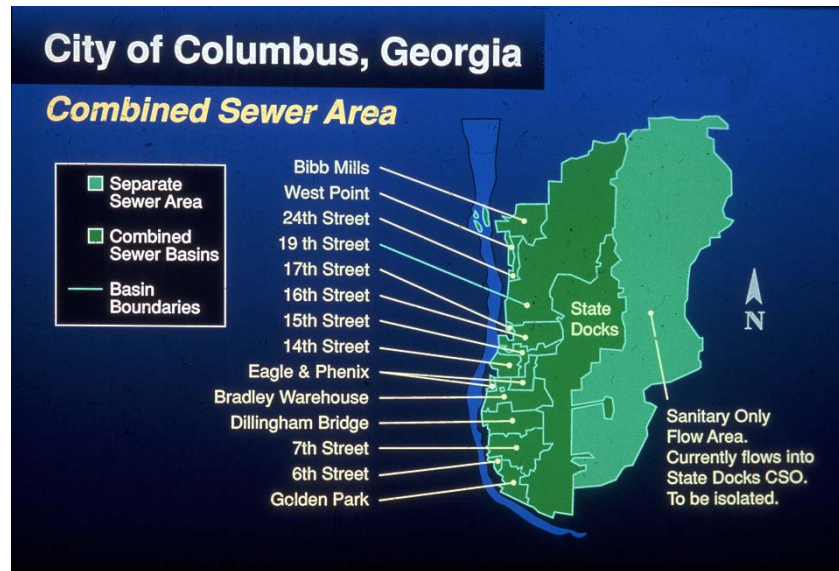 City of Columbus, Georgia
Combined Sewer Area
Separate
Sewer Area
Combined
Sewer Basins
Basin
Boundaries
Bibb Mills
West Point
24th Street
19 th Street
17th Street
16th Street
15th Street
14th Street
Eagle & Phenix
Bradley Warehouse
Dillingham Bridge
7th Street
6th Street
Golden Park
State
Docks
N
Sanitary Only
Flow Area.
Currently flows into
State Docks CSO.
To be isolated.